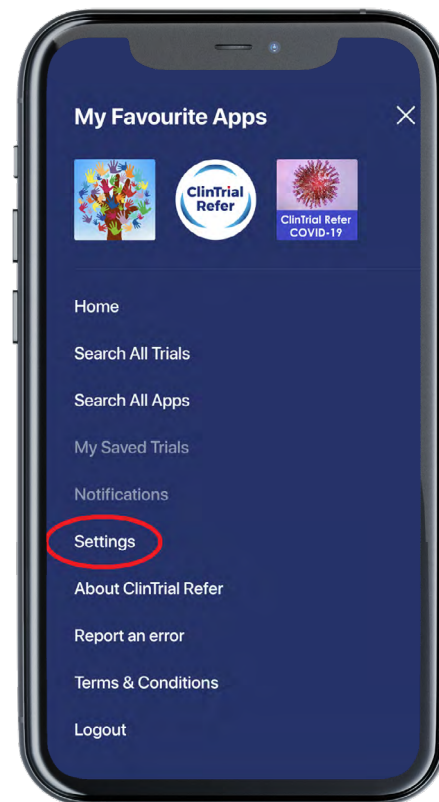 My Favourite Apps
ClinTrial
Refer
ClinTrial Refer
COVID-19
Home
Search All Trials
Search All Apps
My Saved Trials
Notifications
Settings
About ClinTrial Refer
Report an error
Terms & Conditions
Logout